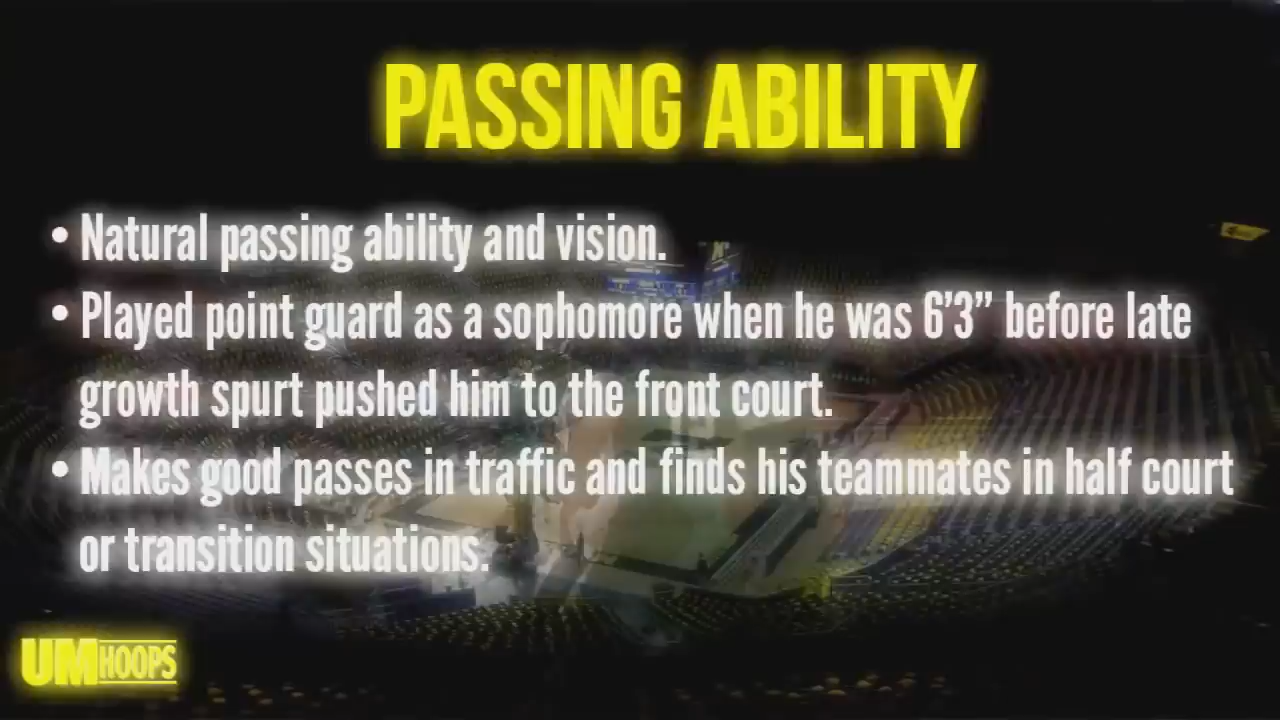 PASSING ABILITY
• Natural passing ability and vision.
• Played point guard as a sophomore when he was 6’3” before late
growth spurt pushed him to the front court.
• Makes good passes in traffic and finds his teammates in half court
or transition situations.
UMHOOPS